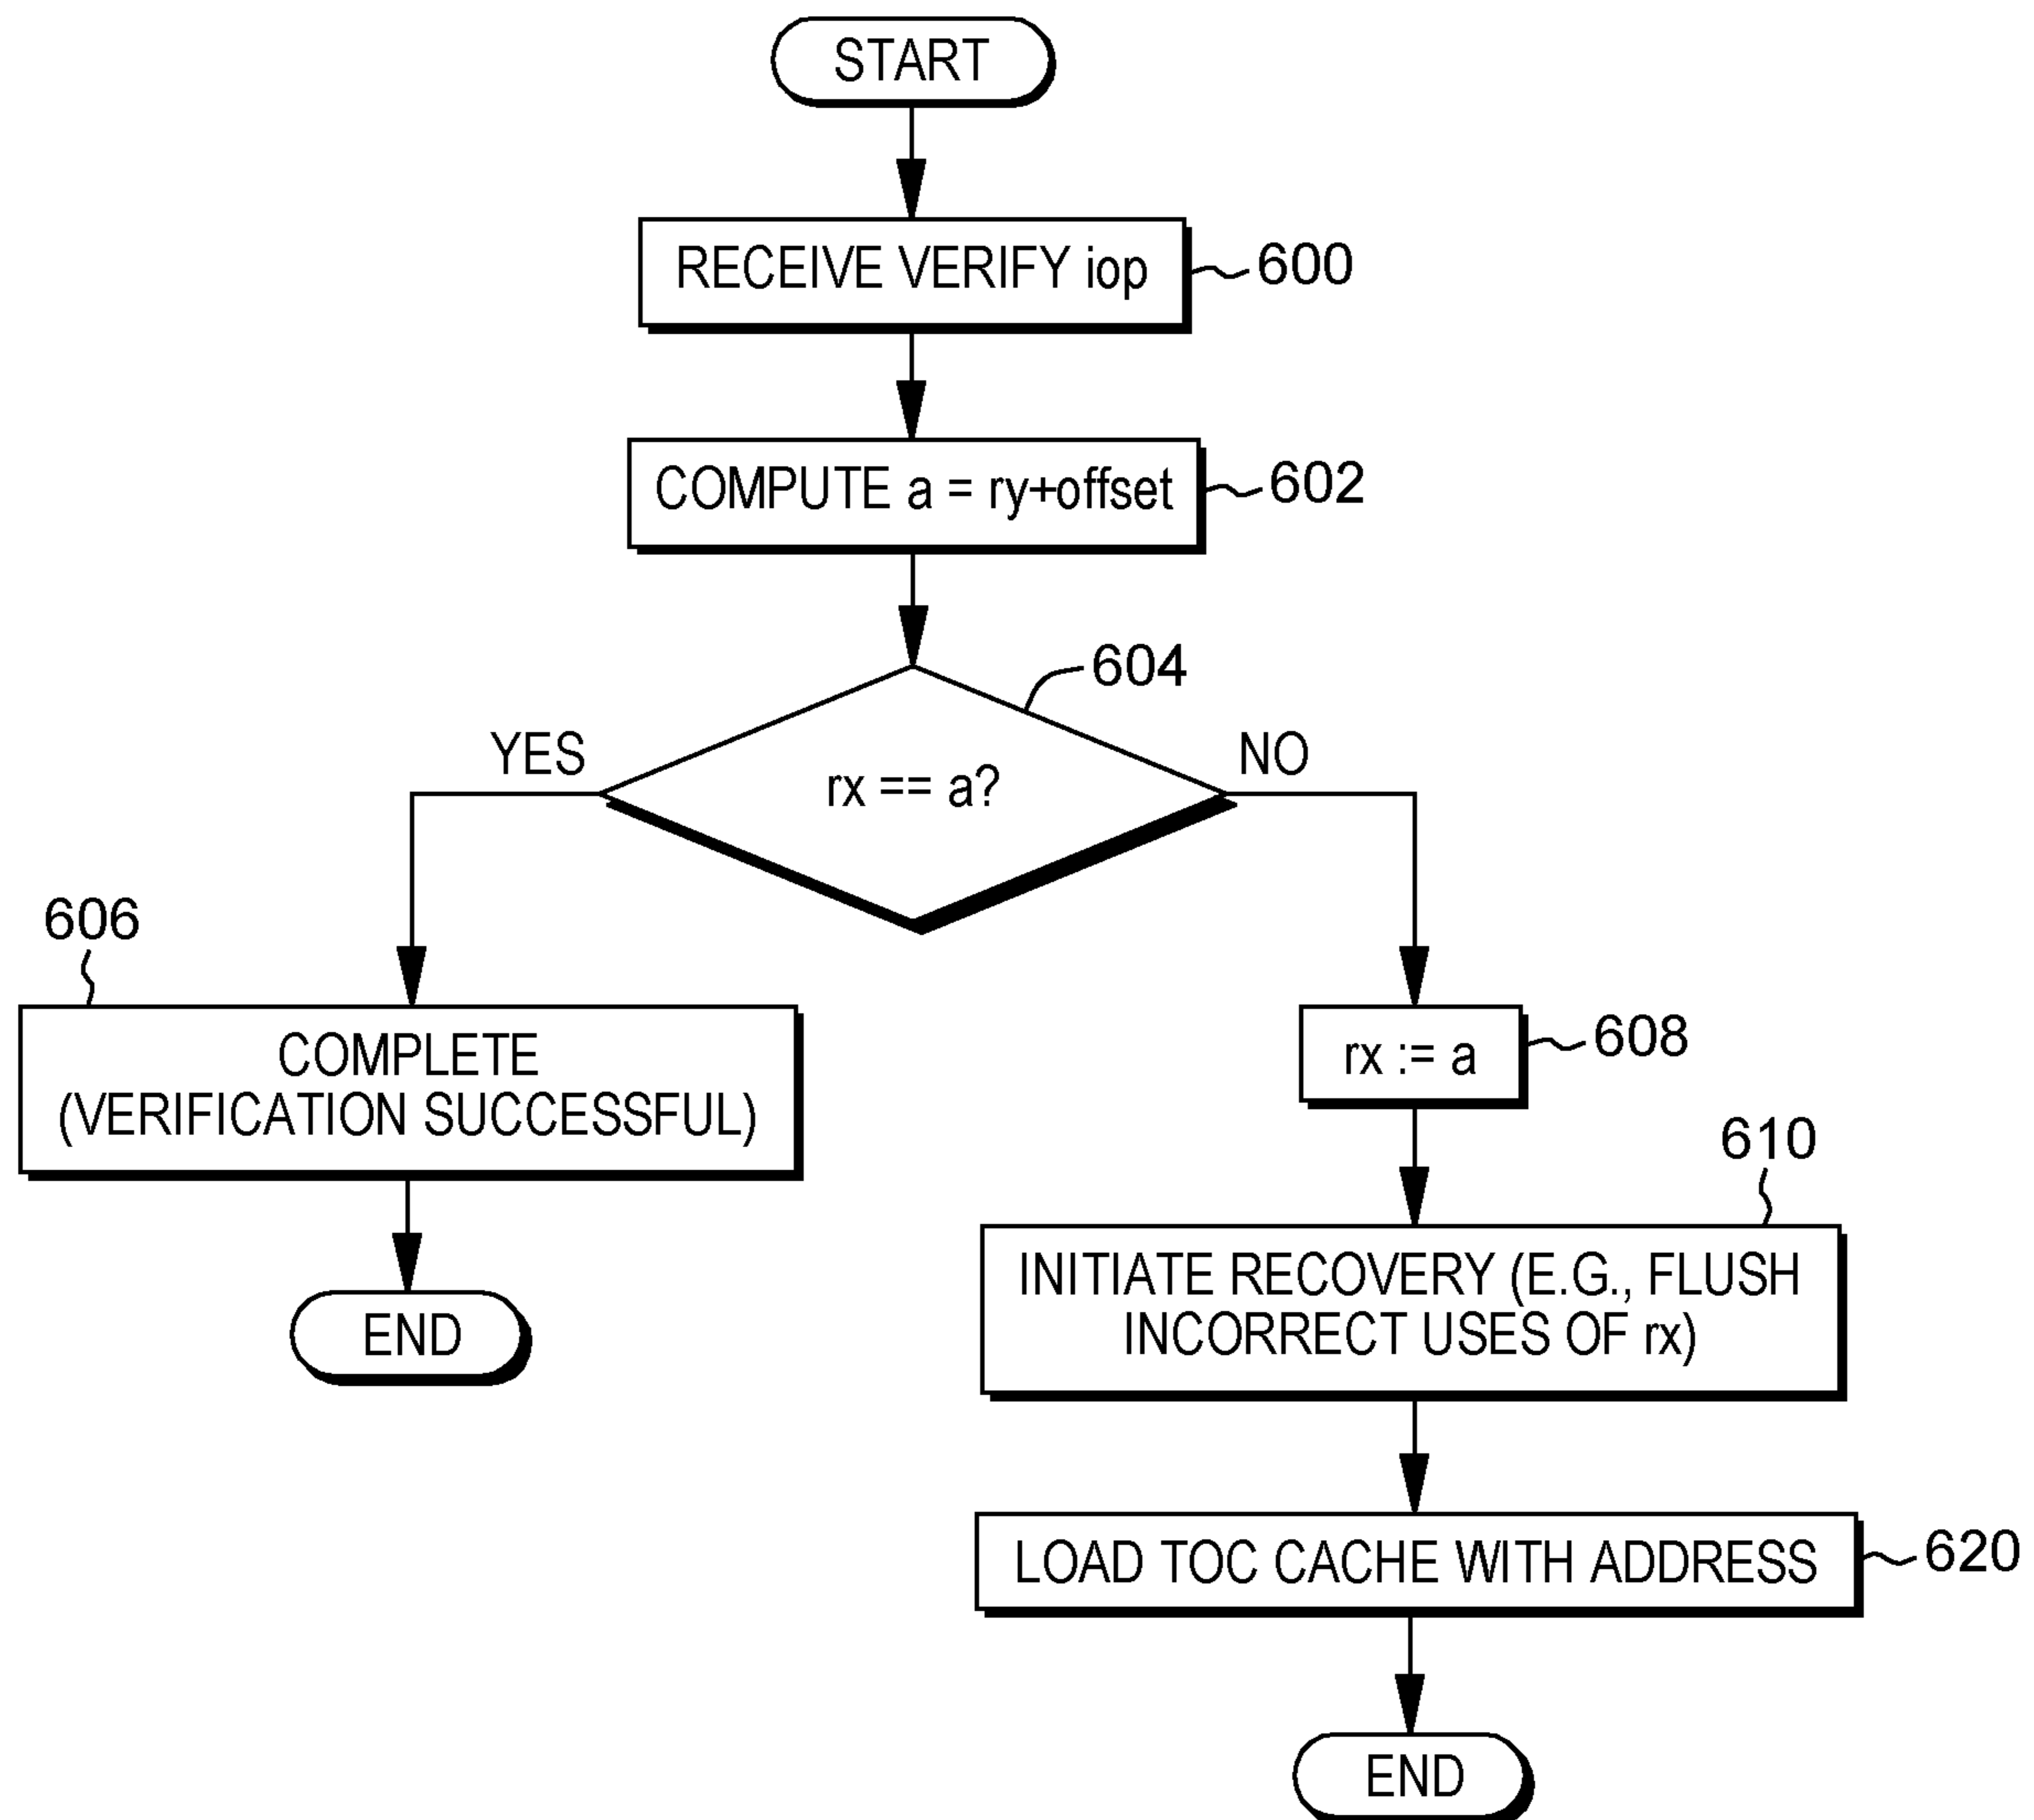 START
RECEIVE VERIFY iop
600
COMPUTE a = ry+offset
602
604
YES
rx == a?
NO
606
COMPLETE
(VERIFICATION SUCCESSFUL)
END
rx := a
608
610
INITIATE RECOVERY (E.G., FLUSH
INCORRECT USES OF rx)
LOAD TOC CACHE WITH ADDRESS
620
END